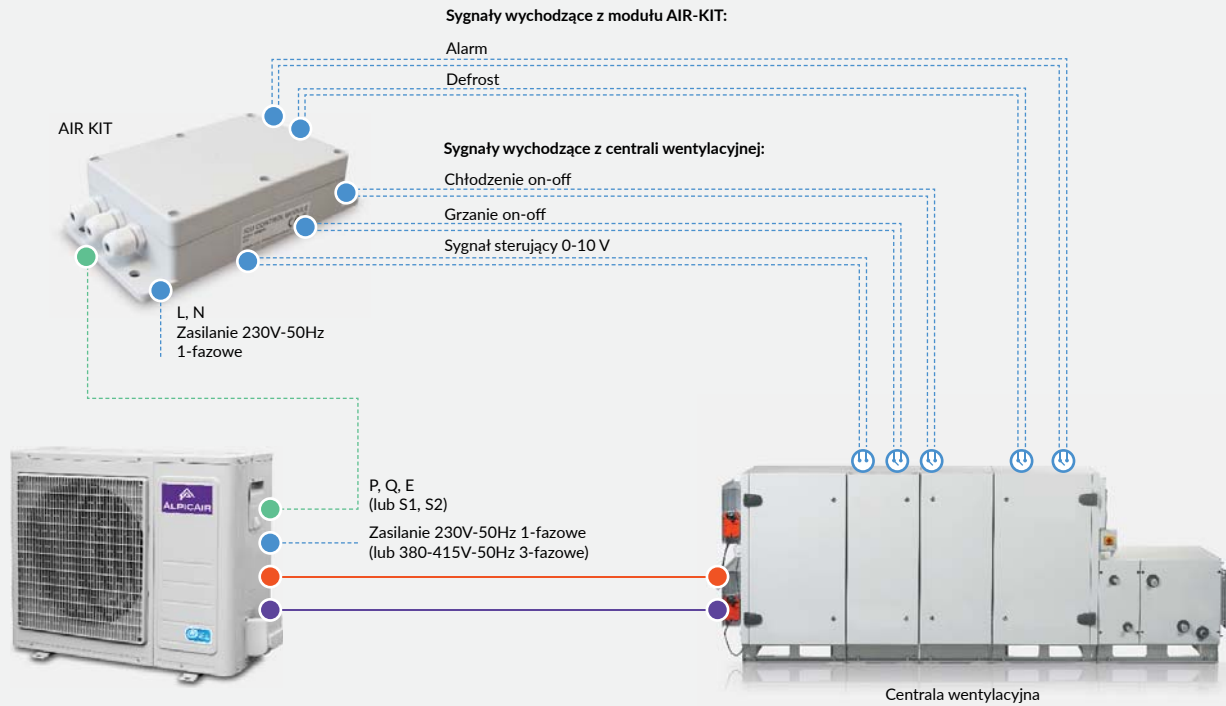 Sygnały wychodzące z modułu AIR-KIT:
Alarm
Defrost
AIR KIT
Sygnały wychodzące z centrali wentylacyjnej:
Chłodzenie on-off
Grzanie on-off
Sygnał sterujący 0-10 V
L, N
Zasilanie 230V-50Hz
1-fazowe
P, Q, E
(lub S1, S2)
Zasilanie 230V-50Hz 1-fazowe
(lub 380-415V-50Hz 3-fazowe)
ALPICAIR
Centrala wentylacyjna